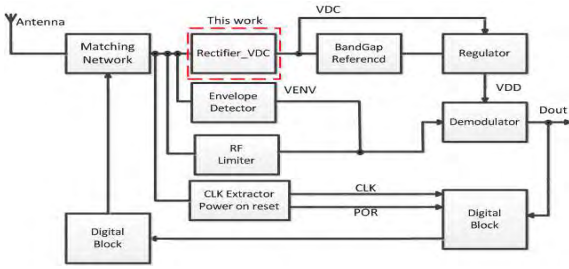 This work
VDC
Antenna
Matching
Network
Rectifier_VDC
BandGap
Referencd
Regulator
Envelope
Detector
VENV
VDD
Dout
Demodulator
RF
Limiter
CLK Extractor
Power on reset
CLK
POR
Digital
Block
Digital
Block